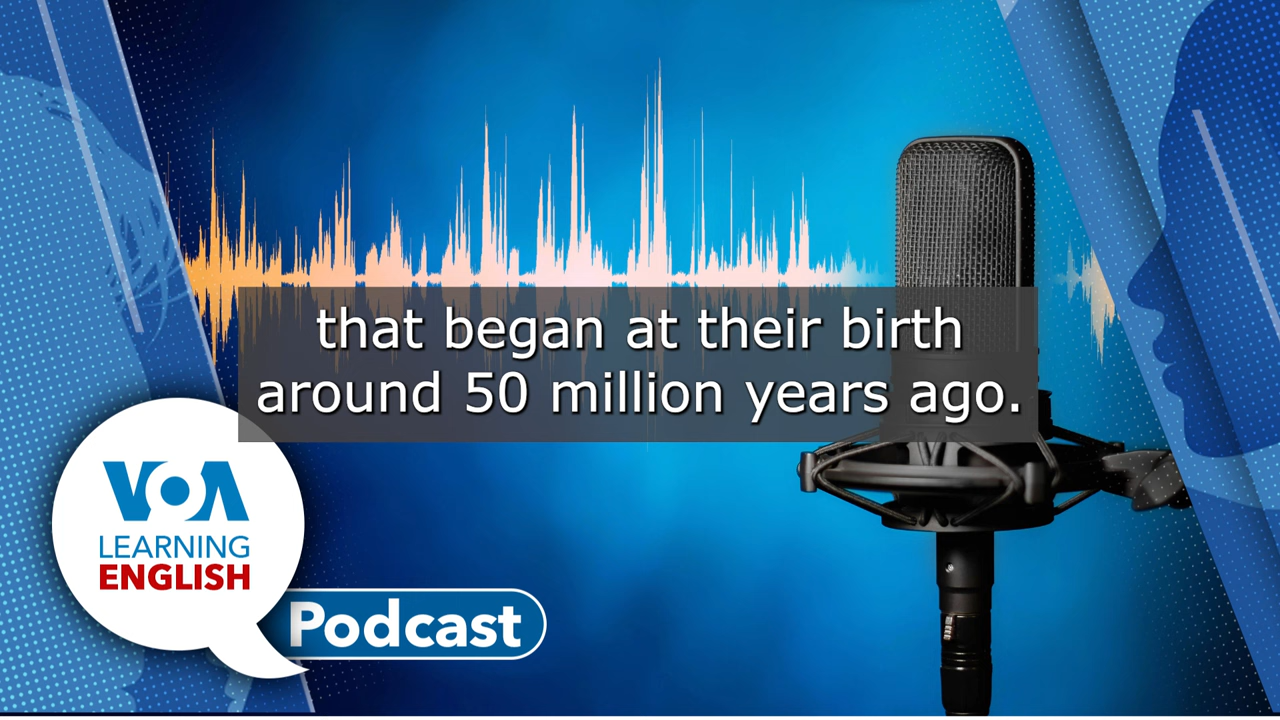 that began at their birth
around 50 million years ago.
VOA
LEARNING
ENGLISH
Podcast